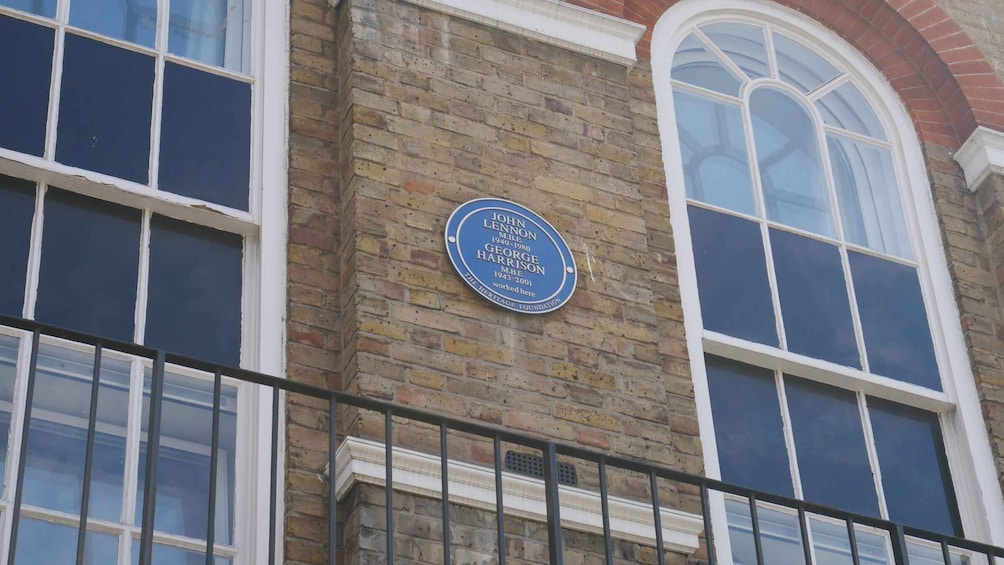 JOHN
LENNON
M.B.E.
1940-1980
GEORGE
HARRISON
M.B.E.
1943-2001
worked here
THE HERITAGE FOUNDATION